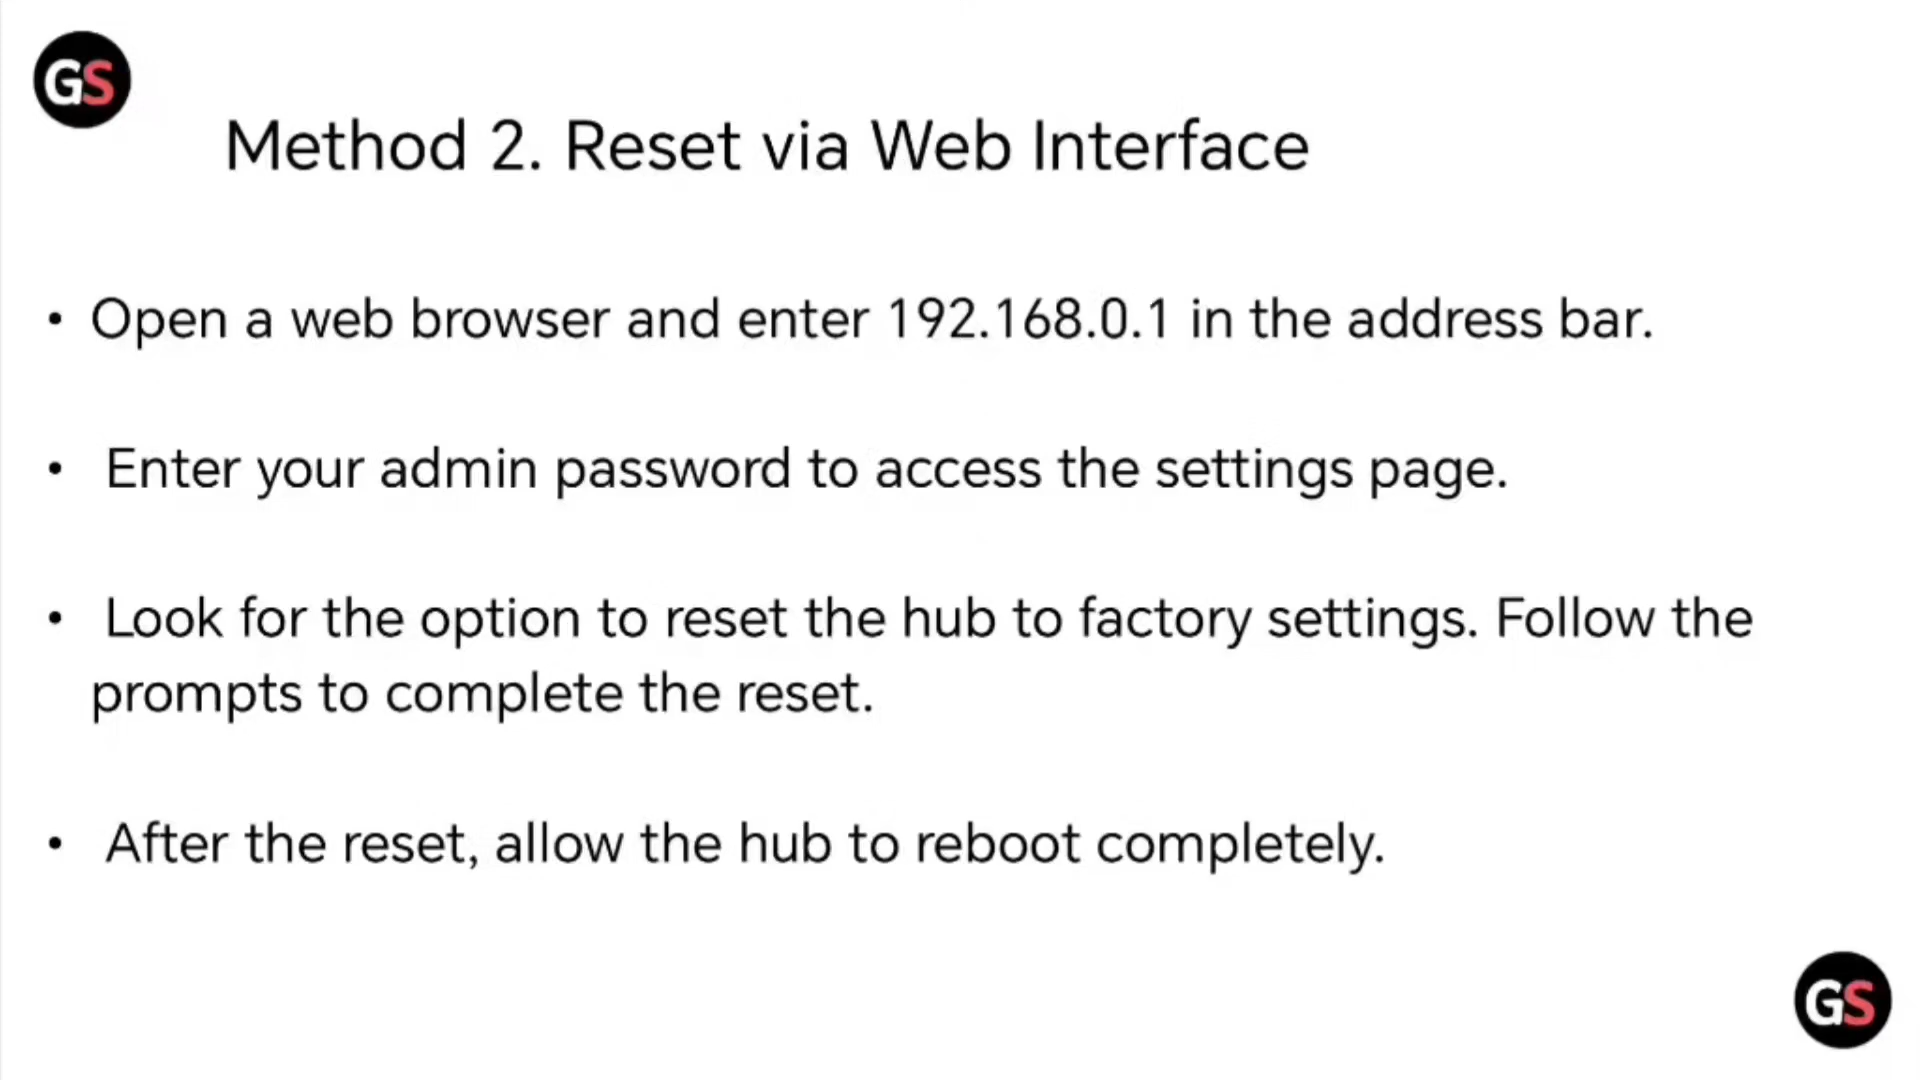 GS
Method 2. Reset via Web Interface
• Open a web browser and enter 192.168.0.1 in the address bar.
• Enter your admin password to access the settings page.
• Look for the option to reset the hub to factory settings. Follow the
prompts to complete the reset.
• After the reset, allow the hub to reboot completely.
GS